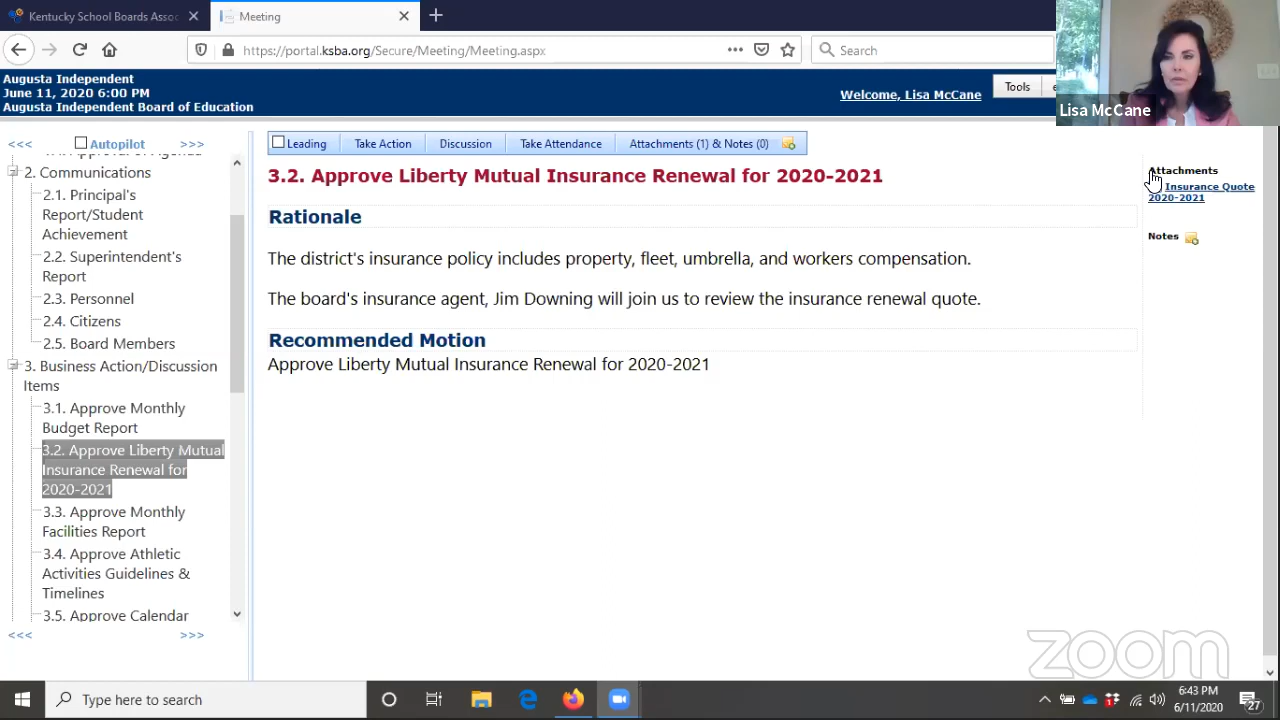 Kentucky School Boards Assoc
Meeting
https://portal.ksba.org/Secure/Meeting/Meeting.aspx
Search
Augusta Independent
June 11, 2020 6:00 PM
Augusta Independent Board of Education
Welcome, Lisa McCane
Tools
Lisa McCane
<<< Autopilot >>>
2. Communications
2.1. Principal's
Report/Student
Achievement
2.2. Superintendent's
Report
2.3. Personnel
2.4. Citizens
2.5. Board Members
3. Business Action/Discussion
Items
3.1. Approve Monthly
Budget Report
3.2. Approve Liberty Mutual
Insurance Renewal for
2020-2021
3.3. Approve Monthly
Facilities Report
3.4. Approve Athletic
Activities Guidelines &
Timelines
3.5. Approve Calendar
<<< >>>
Leading Take Action Discussion Take Attendance Attachments (1) & Notes (0)
3.2. Approve Liberty Mutual Insurance Renewal for 2020-2021
Rationale
The district's insurance policy includes property, fleet, umbrella, and workers compensation.
The board's insurance agent, Jim Downing will join us to review the insurance renewal quote.
Recommended Motion
Approve Liberty Mutual Insurance Renewal for 2020-2021
Attachments
Insurance Quote
2020-2021
Notes
zoom
Type here to search
6:43 PM
6/11/2020
27